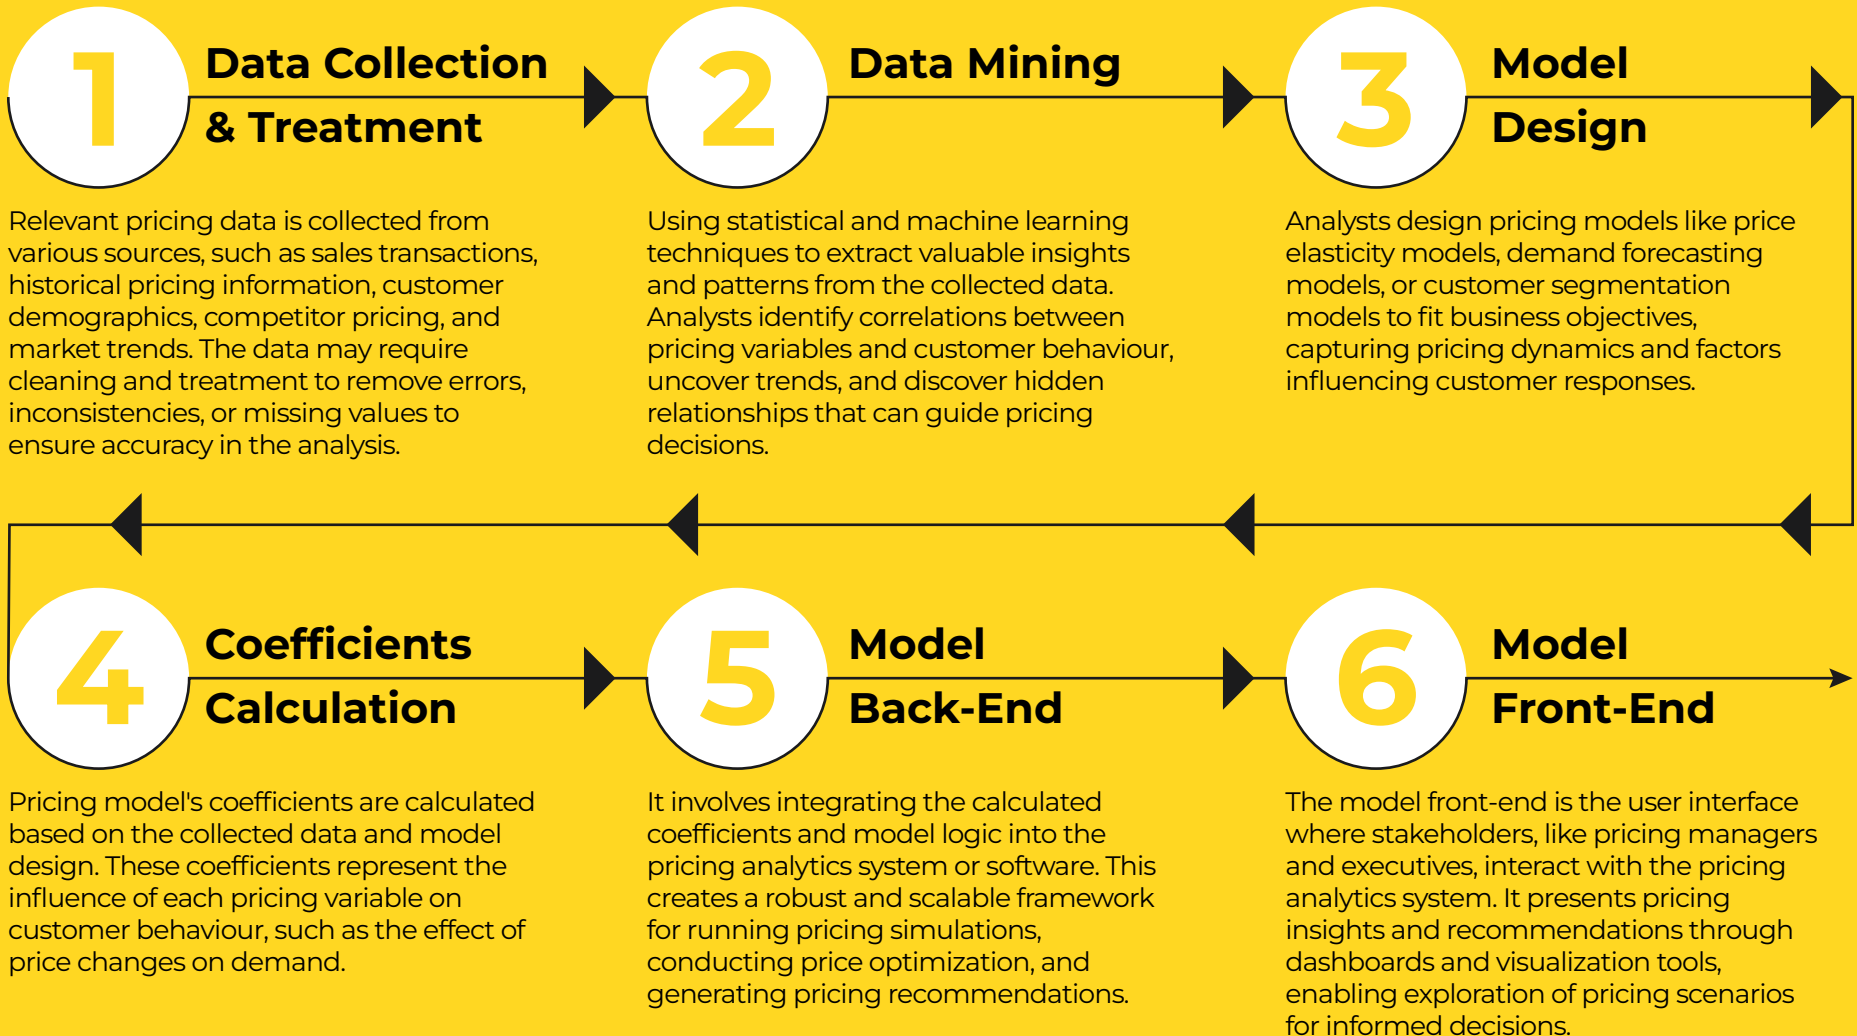 1
Data Collection
& Treatment
Relevant pricing data is collected from
various sources, such as sales transactions,
historical pricing information, customer
demographics, competitor pricing, and
market trends. The data may require
cleaning and treatment to remove errors,
inconsistencies, or missing values to
ensure accuracy in the analysis.
2
Data Mining
Using statistical and machine learning
techniques to extract valuable insights
and patterns from the collected data.
Analysts identify correlations between
pricing variables and customer behaviour,
uncover trends, and discover hidden
relationships that can guide pricing
decisions.
3
Model
Design
Analysts design pricing models like price
elasticity models, demand forecasting
models, or customer segmentation
models to fit business objectives,
capturing pricing dynamics and factors
influencing customer responses.
4
Coefficients
Calculation
Pricing model's coefficients are calculated
based on the collected data and model
design. These coefficients represent the
influence of each pricing variable on
customer behaviour, such as the effect of
price changes on demand.
5
Model
Back-End
It involves integrating the calculated
coefficients and model logic into the
pricing analytics system or software. This
creates a robust and scalable framework
for running pricing simulations,
conducting price optimization, and
generating pricing recommendations.
6
Model
Front-End
The model front-end is the user interface
where stakeholders, like pricing managers
and executives, interact with the pricing
analytics system. It presents pricing
insights and recommendations through
dashboards and visualization tools,
enabling exploration of pricing scenarios
for informed decisions.